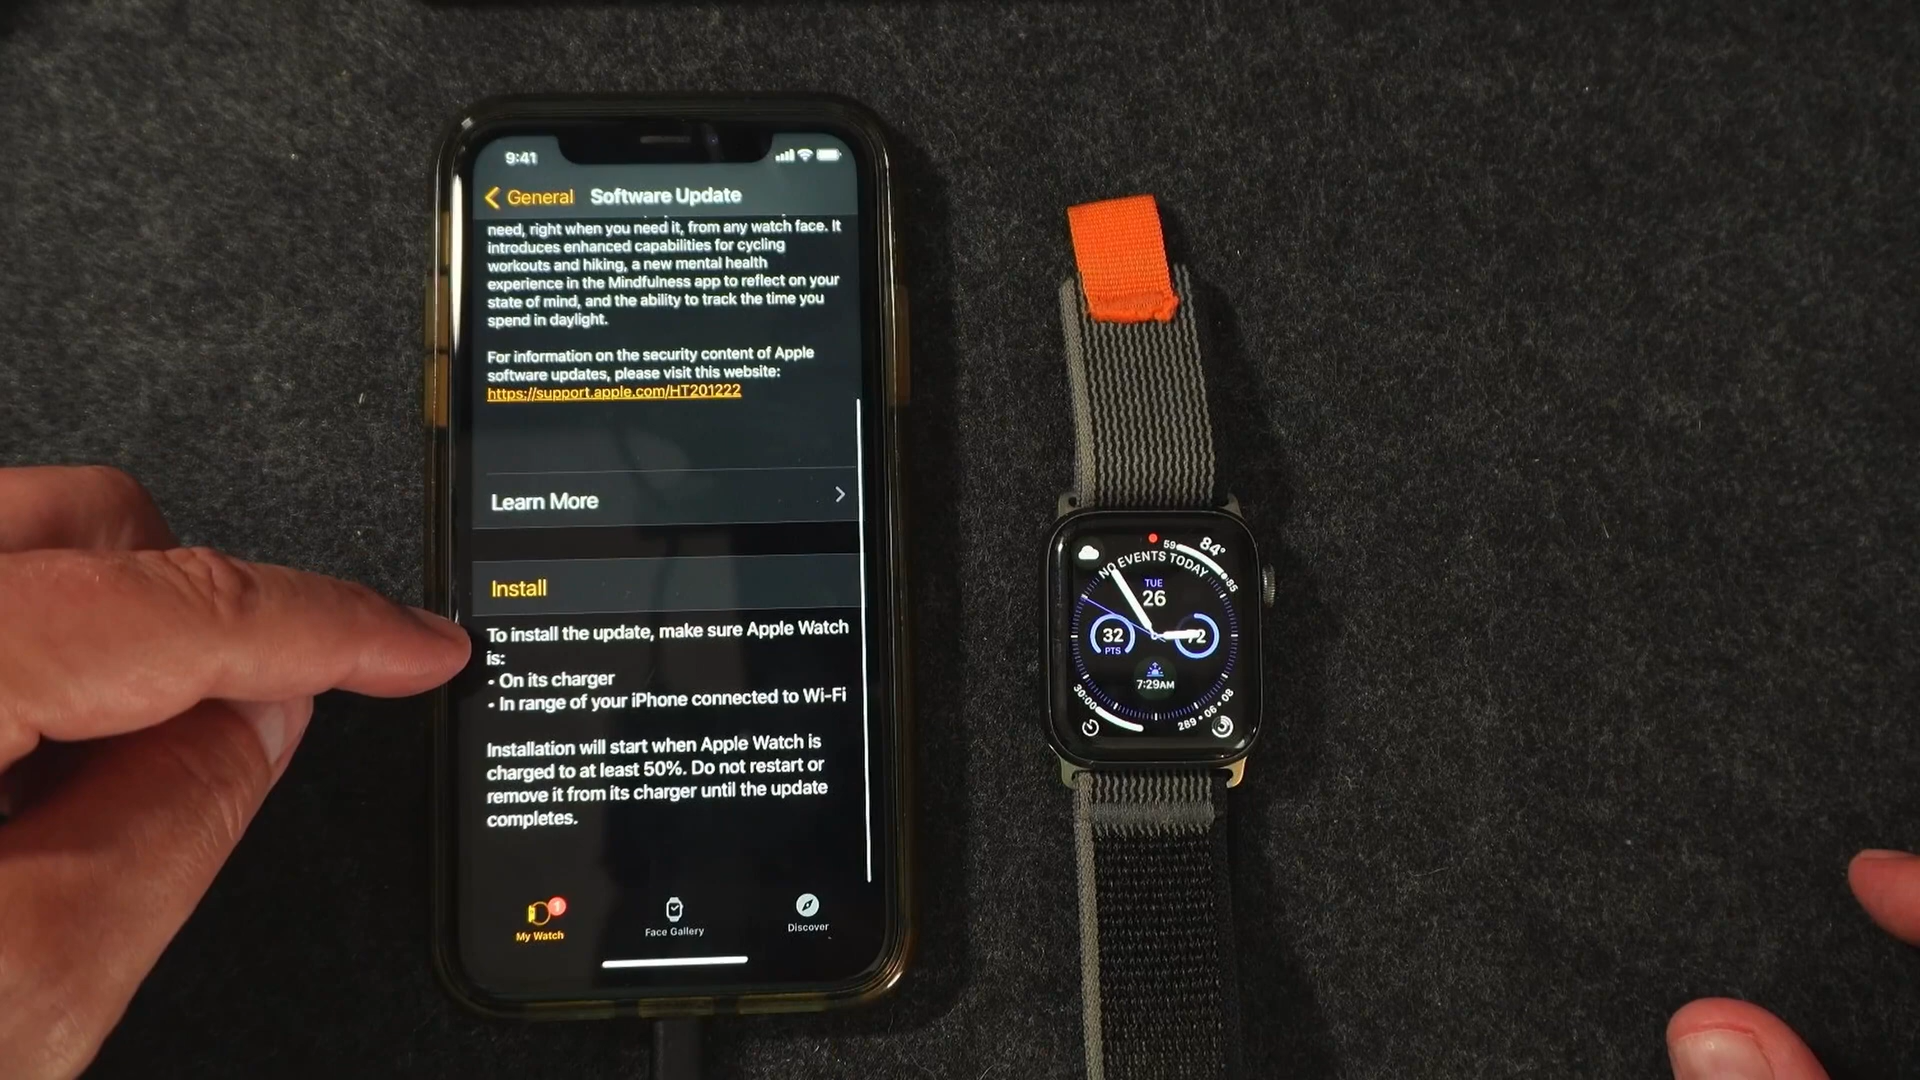 9:41
General Software Update
need, right when you need it, from any watch face. It
introduces enhanced capabilities for cycling
workouts and hiking, a new mental health
experience in the Mindfulness app to reflect on your
state of mind, and the ability to track the time you
spend in daylight.
For information on the security content of Apple
software updates, please visit this website:
https://support.apple.com/HT201222
Learn More
Install
To install the update, make sure Apple Watch
is:
• On its charger
• In range of your iPhone connected to Wi-Fi
Installation will start when Apple Watch is
charged to at least 50%. Do not restart or
remove it from its charger until the update
completes.
1
My Watch
Face Gallery
Discover
59 84° 85
NO EVENTS TODAY
TUE
26
32
PTS
72
7:29AM
30:00
289 • 06 • 08